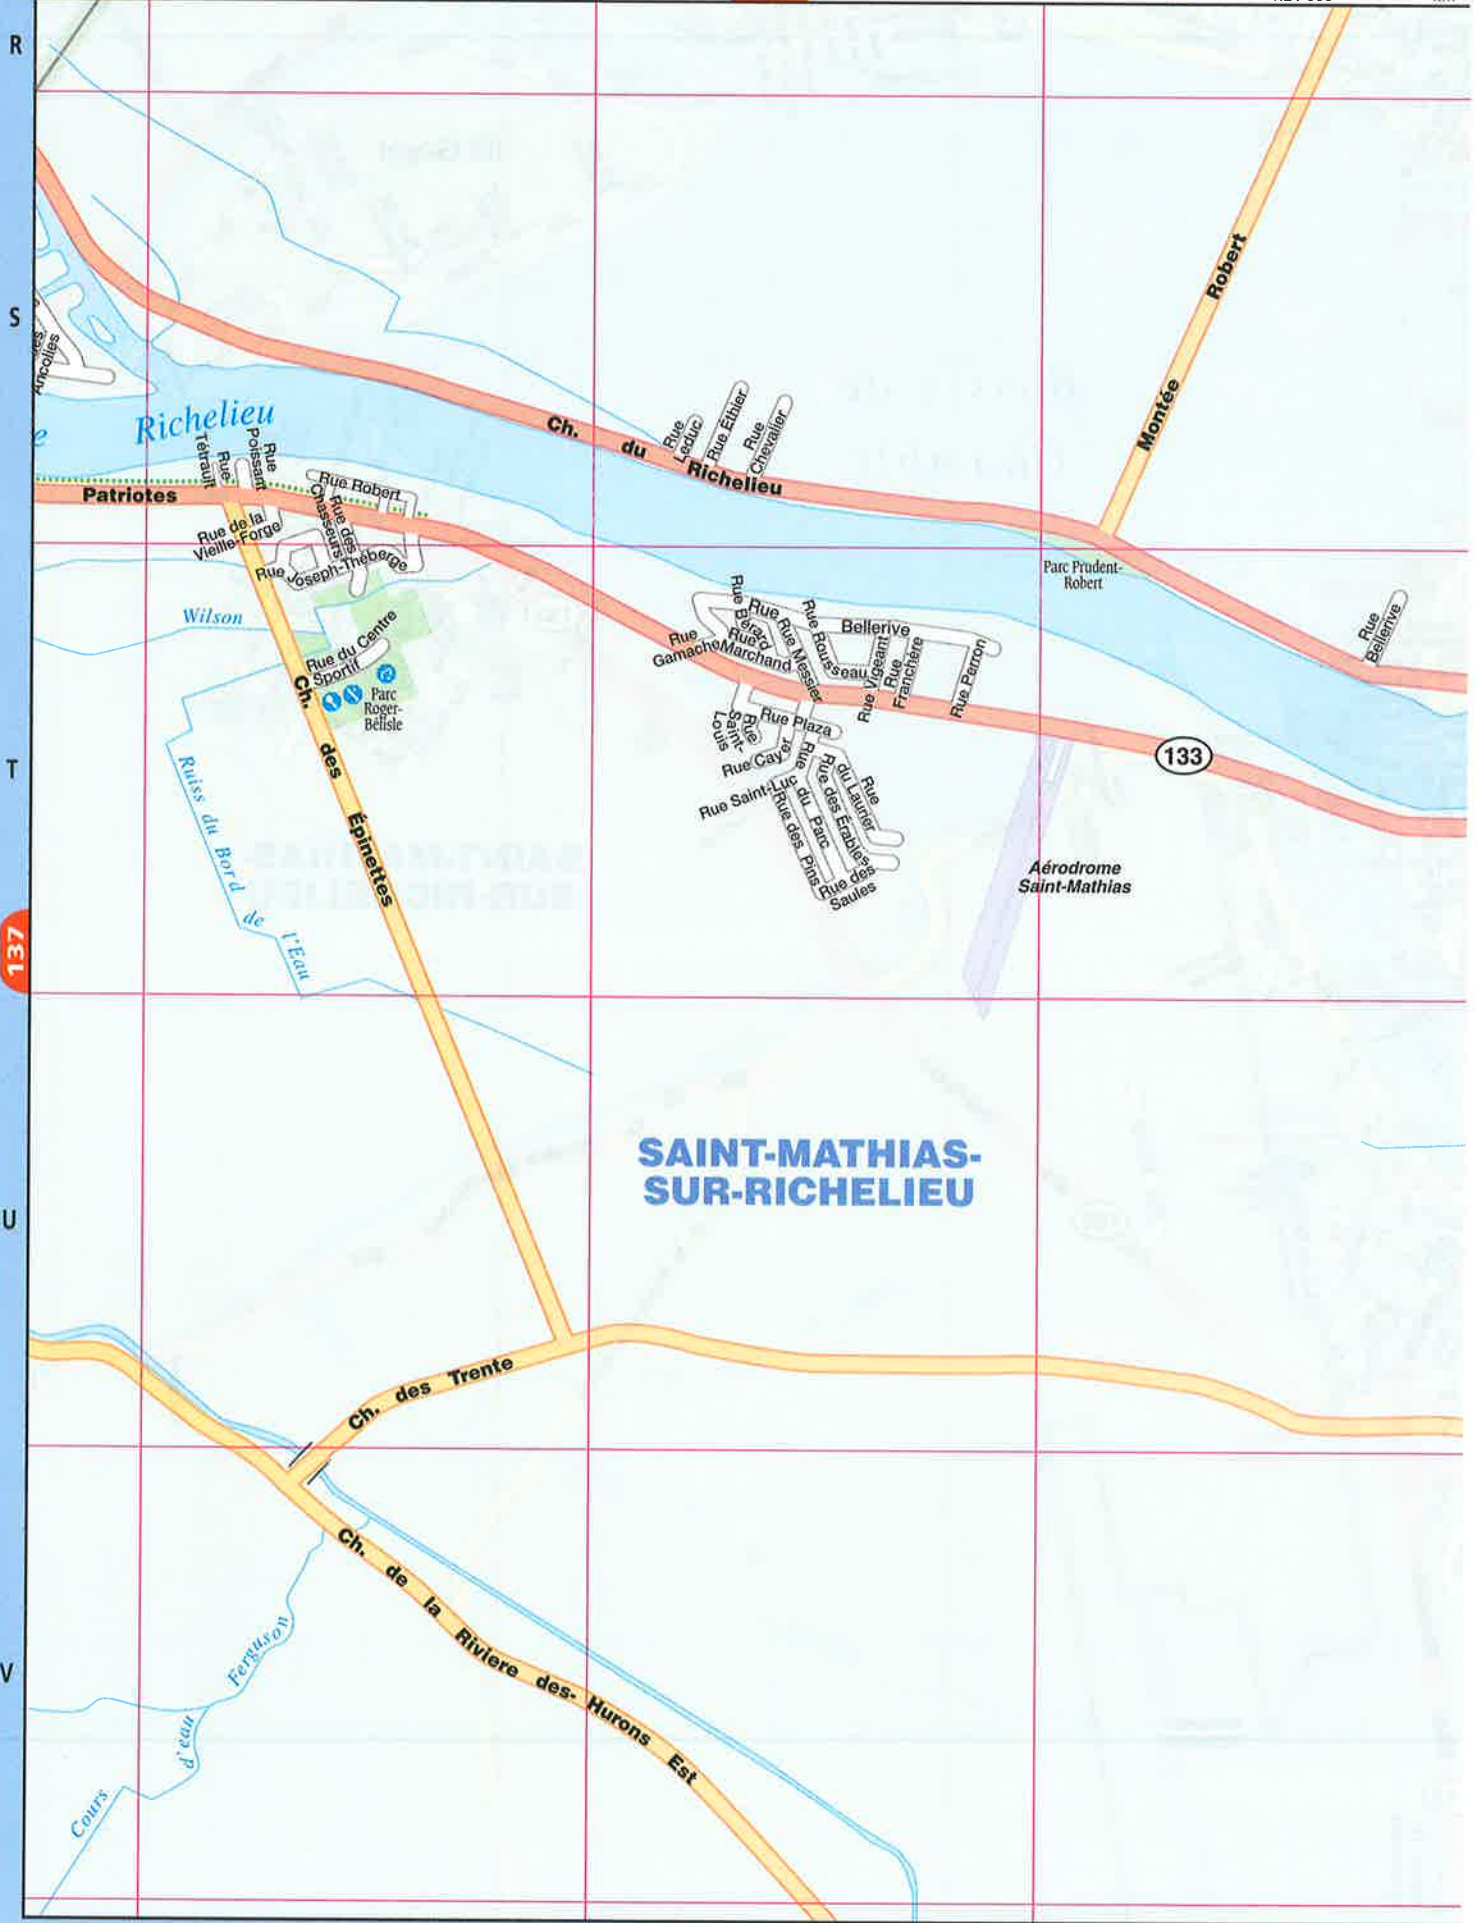 R
S
T
U
V
137
Ancolies
Richelieu
e
Patriotes
Rue Tétrault
Rue Poissant
Rue Robert
Rue de la
Vieille-Forge
Rue des Chasseurs
Rue Joseph-Théberge
Wilson
Rue du Centre
Sportif
Parc
Roger-
Bélisle
Ch. des Épinettes
Ruiss du Bord de l'Eau
Ch. du Richelieu
Rue
Leduc
Rue Ethier
Rue
Chevalier
Montée Robert
Parc Prudent-
Robert
Rue
Bellerive
Rue
Gamache
Rue Bérard
Rue
Rue Marchand
Rue Messier
Rue Rousseau
Bellerive
Rue Vigeant
Rue
Franchère
Rue Perron
133
Rue
Saint-
Louis
Rue Plaza
Rue Cayer
Rue Saint-Luc
Rue du Parc
Rue des Pins
Rue des Érables
Rue
du Laurier
Rue des
Saules
Aérodrome
Saint-Mathias
SAINT-MATHIAS-
SUR-RICHELIEU
Ch. des Trente
Ch. de la Riviere des- Hurons Est
Cours d'eau Ferguson